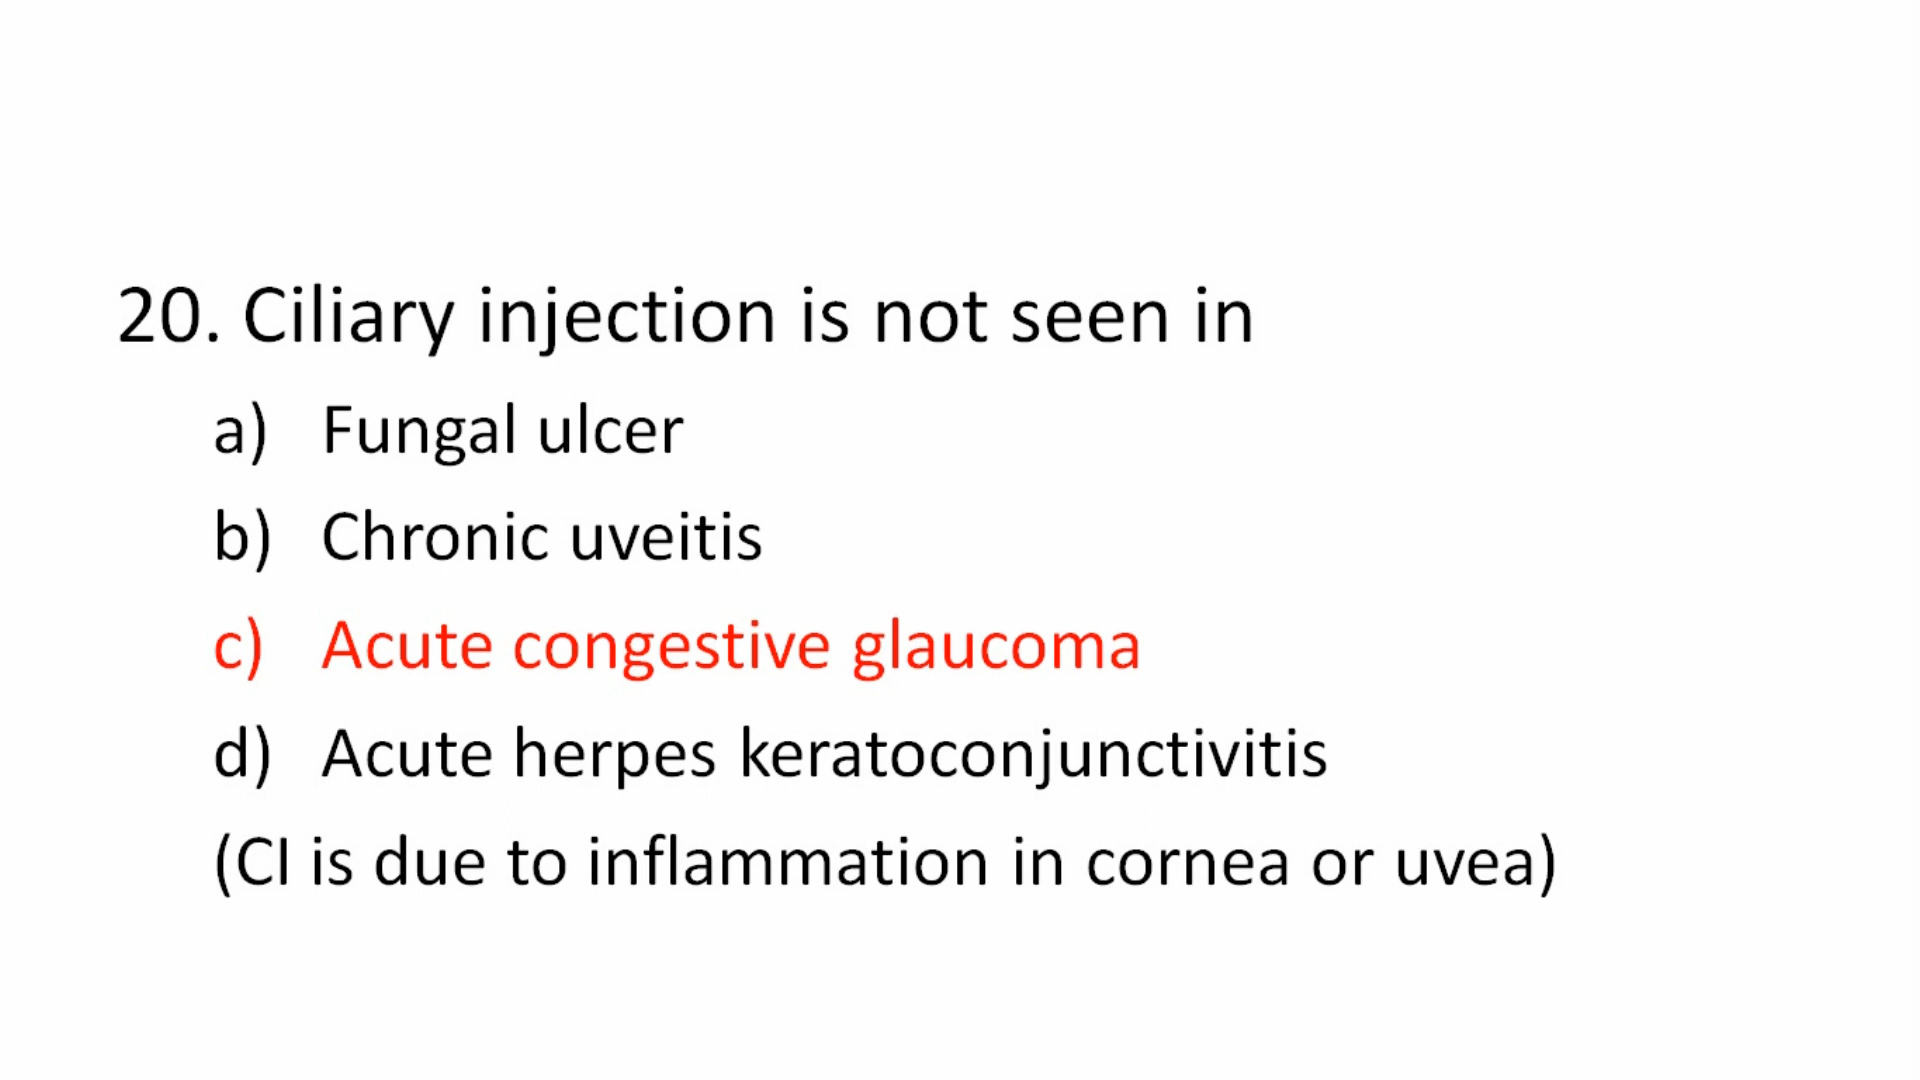 20. Ciliary injection is not seen in
a) Fungal ulcer
b) Chronic uveitis
c) Acute congestive glaucoma
d) Acute herpes keratoconjunctivitis
(CI is due to inflammation in cornea or uvea)